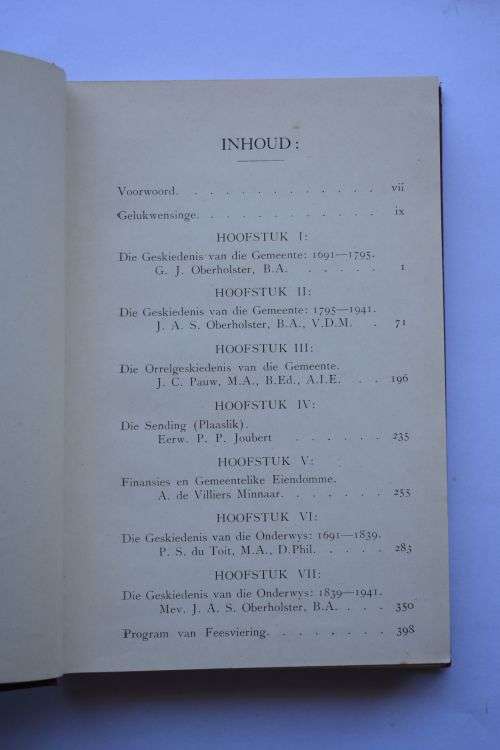 INHOUD:
Voorwoord. . . . . . . . . . . . . vii
Gelukwensinge. . . . . . . . . . . . ix
HOOFSTUK I:
Die Geskiedenis van die Gemeente: 1691—1795.
G. J. Oberholster, B.A. . . . . . 1
HOOFSTUK II:
Die Geskiedenis van die Gemeente: 1795—1941.
J. A. S. Oberholster, B.A., V.D.M. . 71
HOOFSTUK III:
Die Orrelgeskiedenis van die Gemeente.
J. C. Pauw, M.A., B.Ed., A.I.E. . . 196
HOOFSTUK IV:
Die Sending (Plaaslik).
Eerw. P. P. Joubert . . . . . . 235
HOOFSTUK V:
Finansies en Gemeentelike Eiendomme.
A. de Villiers Minnaar. . . . . . . 255
HOOFSTUK VI:
Die Geskiedenis van die Onderwys: 1691—1839.
P. S. du Toit, M.A., D.Phil. . . . . 283
HOOFSTUK VII:
Die Geskiedenis van die Onderwys: 1839—1941.
Mev. J. A. S. Oberholster, B.A. . . . 350
Program van Feesviering. . . . . . . . 398